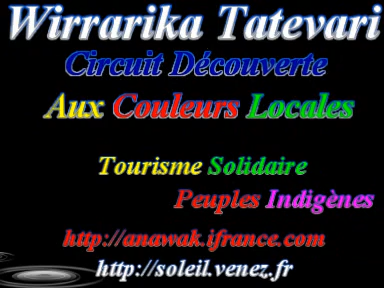 Wirrarika Tatevari
Circuit Découverte
Aux Couleurs Locales
Tourisme Solidaire
Peuples Indigènes
http://anawak.ifrance.com
http://soleil.venez.fr